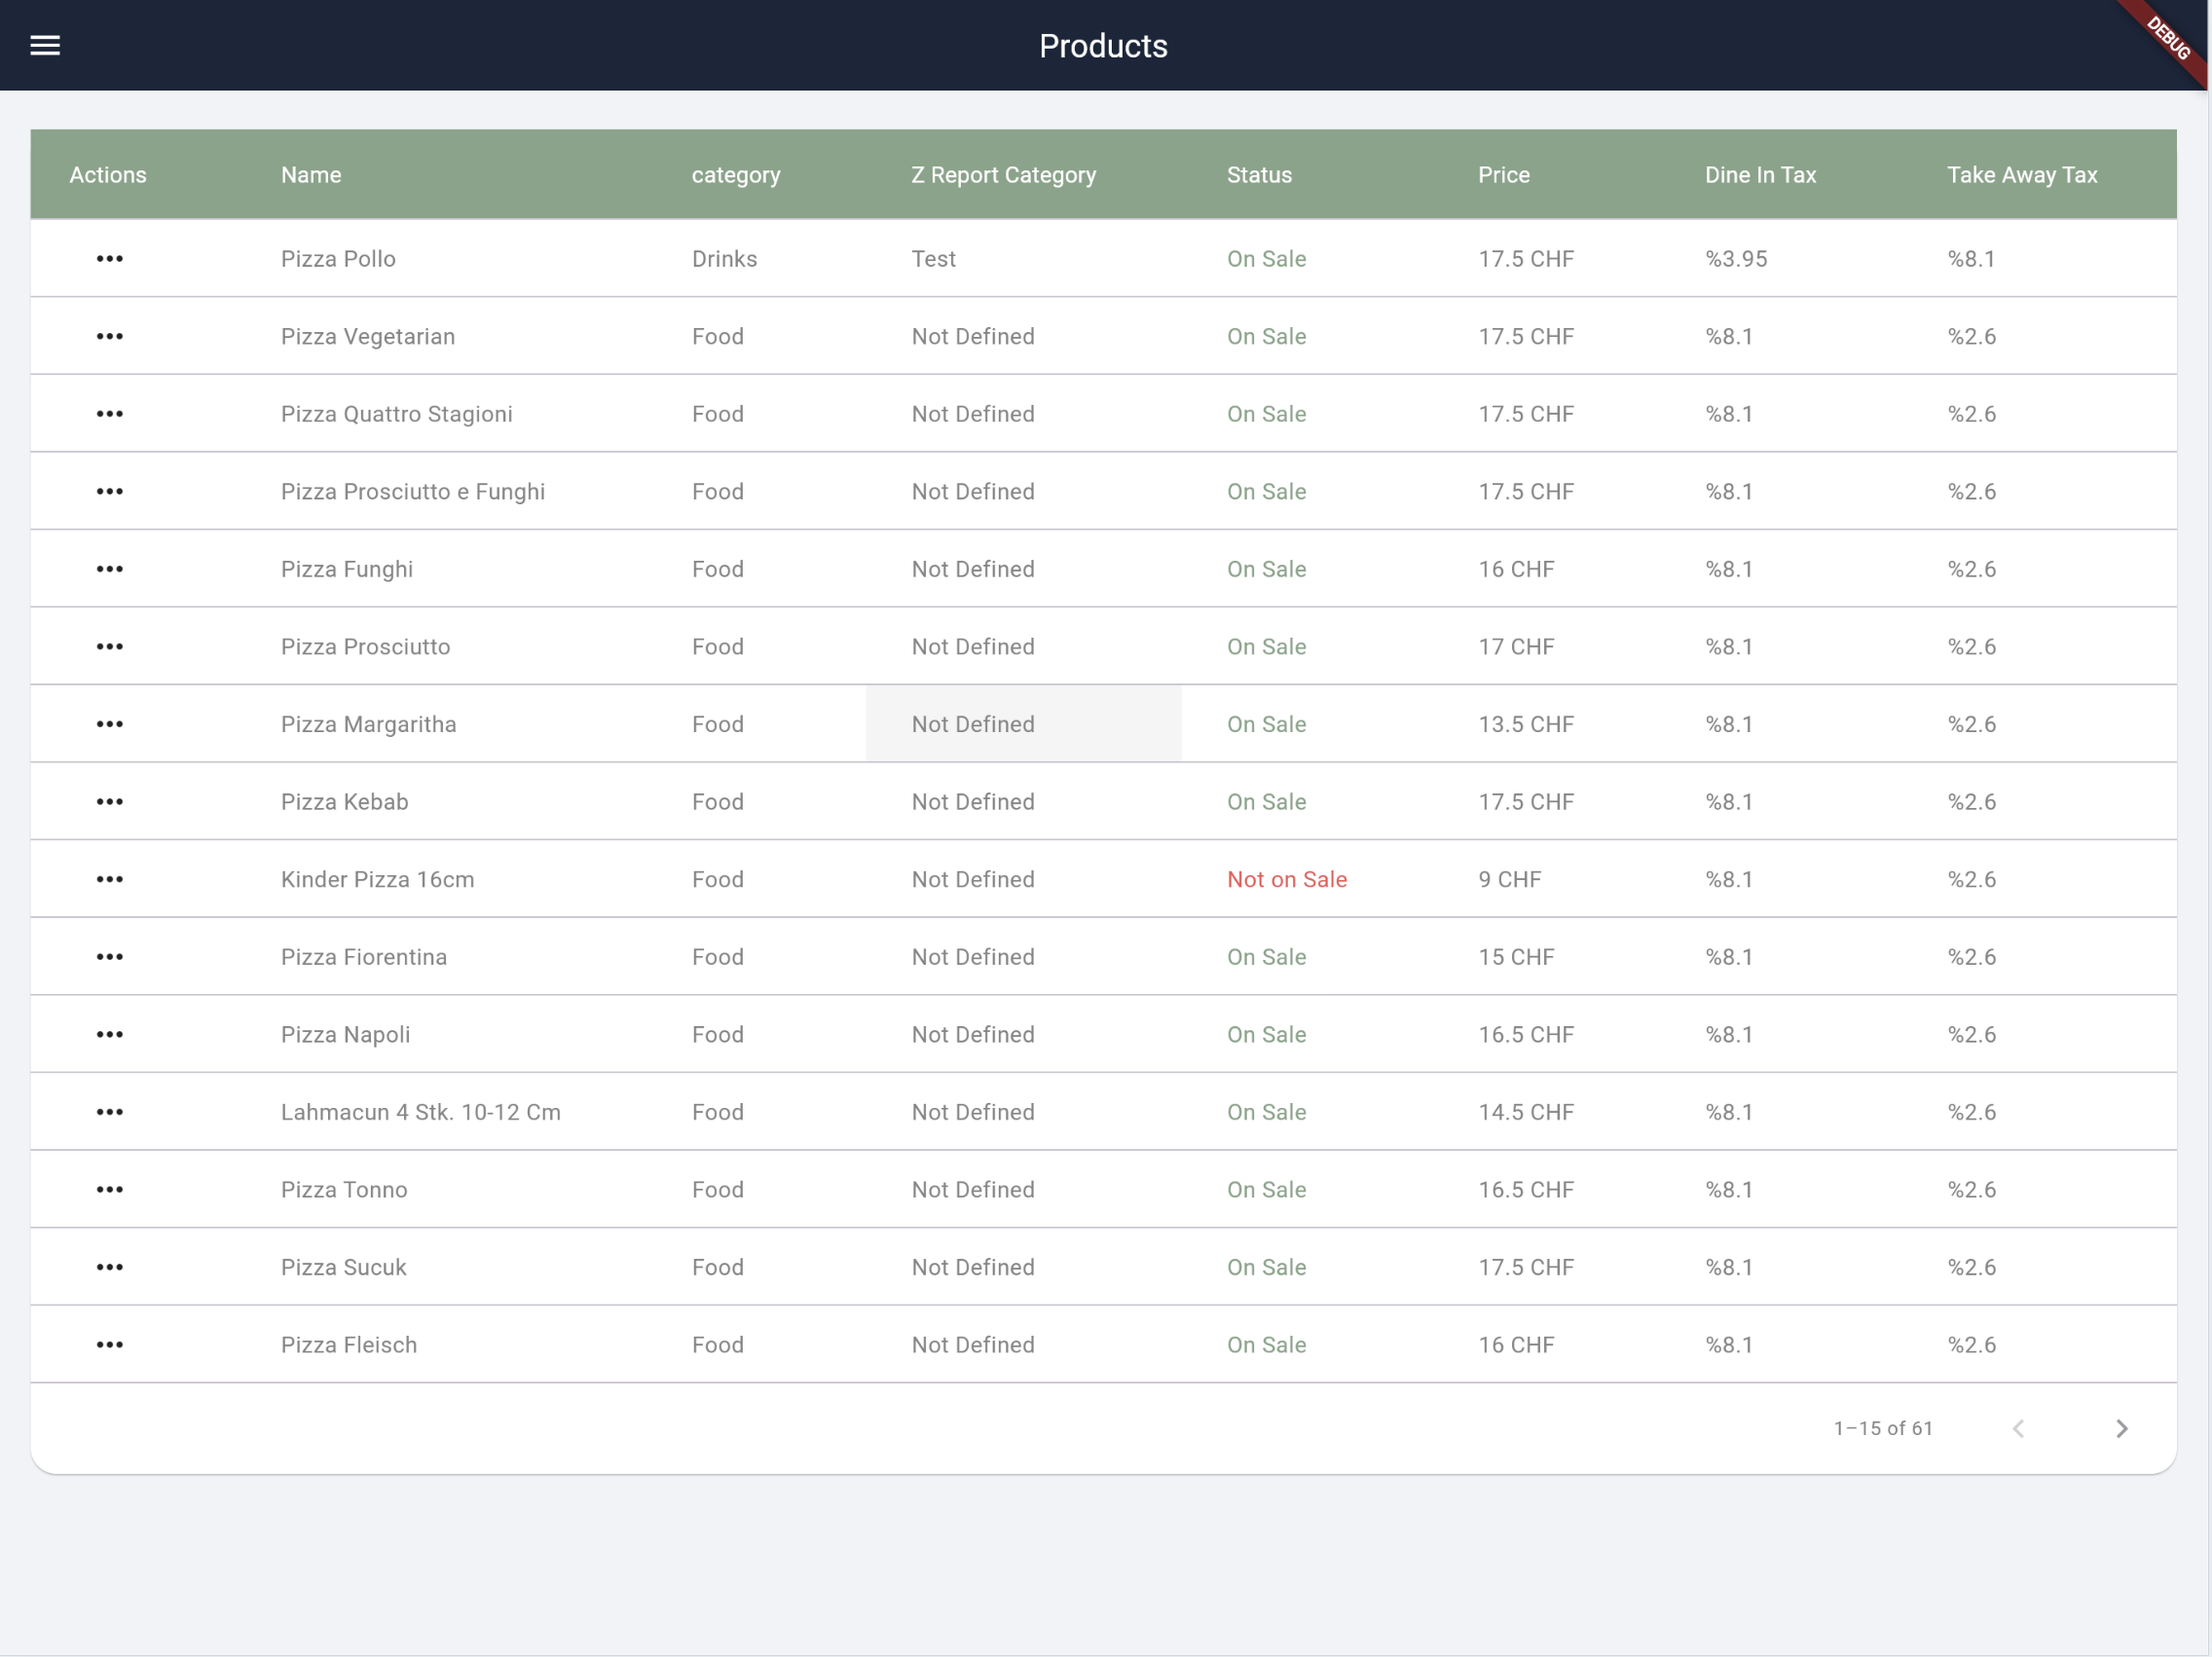 Products
DEBUG
Actions Name category Z Report Category Status Price Dine In Tax Take Away Tax
Pizza Pollo Drinks Test On Sale 17.5 CHF %3.95 %8.1
Pizza Vegetarian Food Not Defined On Sale 17.5 CHF %8.1 %2.6
Pizza Quattro Stagioni Food Not Defined On Sale 17.5 CHF %8.1 %2.6
Pizza Prosciutto e Funghi Food Not Defined On Sale 17.5 CHF %8.1 %2.6
Pizza Funghi Food Not Defined On Sale 16 CHF %8.1 %2.6
Pizza Prosciutto Food Not Defined On Sale 17 CHF %8.1 %2.6
Pizza Margaritha Food Not Defined On Sale 13.5 CHF %8.1 %2.6
Pizza Kebab Food Not Defined On Sale 17.5 CHF %8.1 %2.6
Kinder Pizza 16cm Food Not Defined Not on Sale 9 CHF %8.1 %2.6
Pizza Fiorentina Food Not Defined On Sale 15 CHF %8.1 %2.6
Pizza Napoli Food Not Defined On Sale 16.5 CHF %8.1 %2.6
Lahmacun 4 Stk. 10-12 Cm Food Not Defined On Sale 14.5 CHF %8.1 %2.6
Pizza Tonno Food Not Defined On Sale 16.5 CHF %8.1 %2.6
Pizza Sucuk Food Not Defined On Sale 17.5 CHF %8.1 %2.6
Pizza Fleisch Food Not Defined On Sale 16 CHF %8.1 %2.6
1–15 of 61